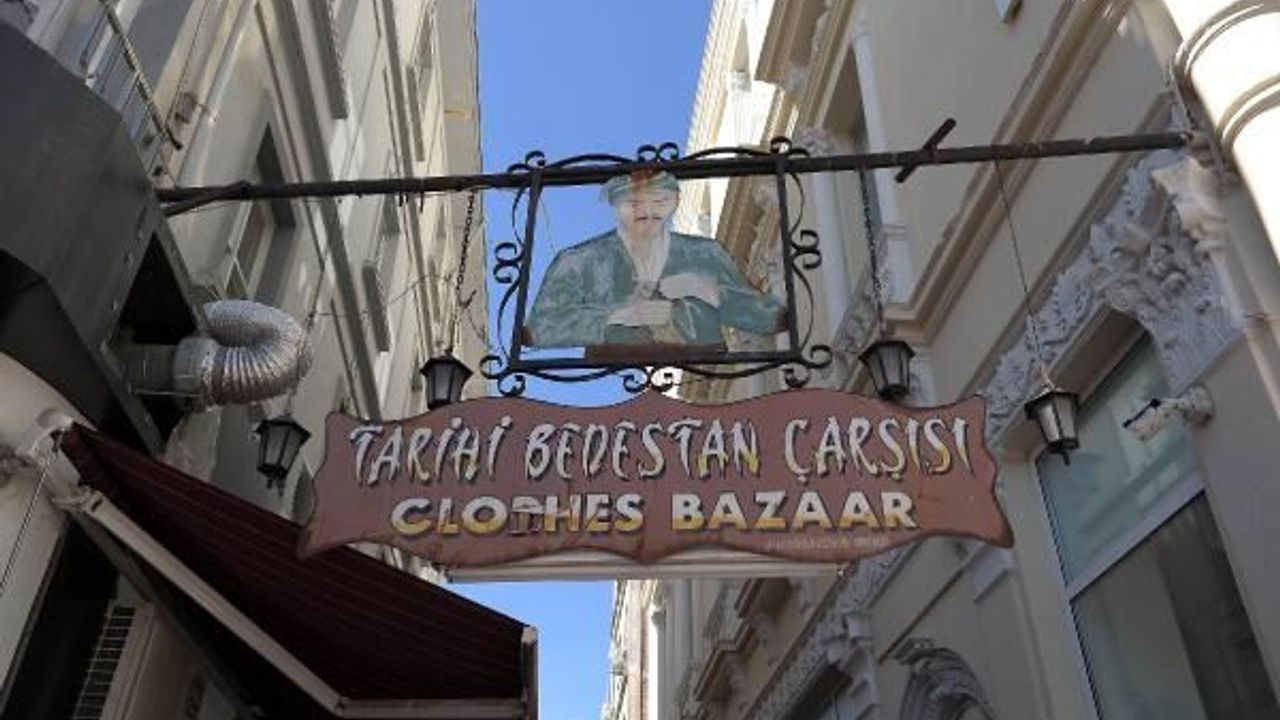 TARİHİ BEDESTAN ÇARŞISI
CLOTHES BAZAAR